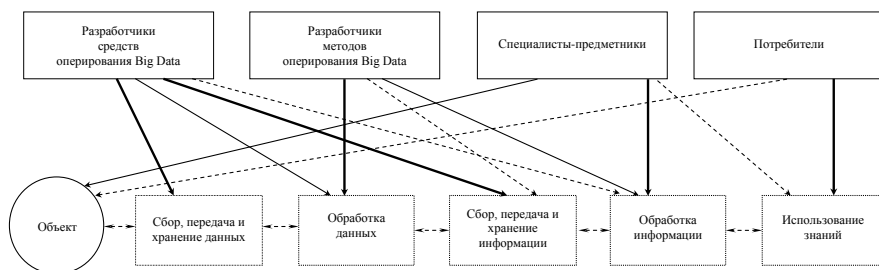 Разработчики
средств
оперирования Big Data
Разработчики
методов
оперирования Big Data
Специалисты-предметники
Потребители
Объект
Сбор, передача и
хранение данных
Обработка
данных
Сбор, передача и
хранение
информации
Обработка
информации
Использование
знаний